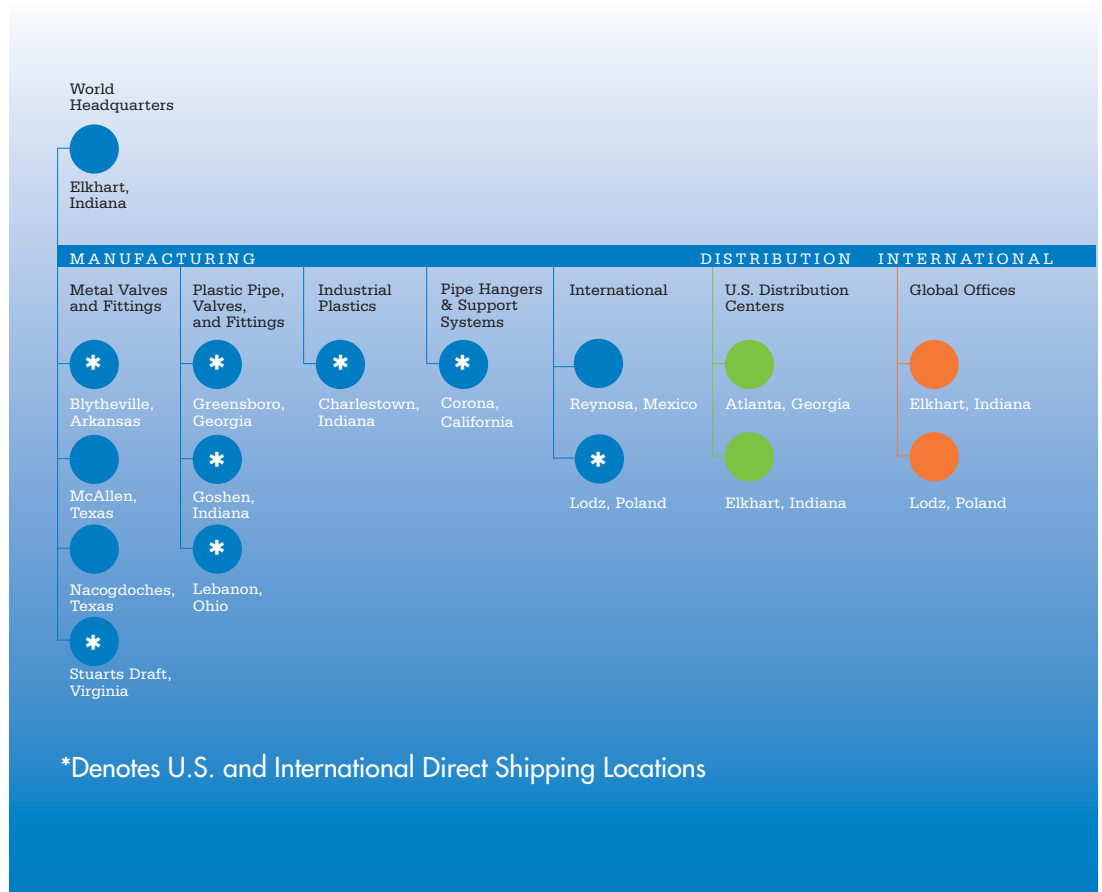 World
Headquarters
Elkhart,
Indiana
MANUFACTURING
DISTRIBUTION
INTERNATIONAL
Metal Valves
and Fittings
*
Blytheville,
Arkansas
McAllen,
Texas
Nacogdoches,
Texas
*
Stuarts Draft,
Virginia
Plastic Pipe,
Valves,
and Fittings
*
Greensboro,
Georgia
*
Goshen,
Indiana
*
Lebanon,
Ohio
Industrial
Plastics
*
Charlestown,
Indiana
Pipe Hangers
& Support
Systems
*
Corona,
California
International
Reynosa, Mexico
*
Lodz, Poland
U.S. Distribution
Centers
Atlanta, Georgia
Elkhart, Indiana
Global Offices
Elkhart, Indiana
Lodz, Poland
*Denotes U.S. and International Direct Shipping Locations